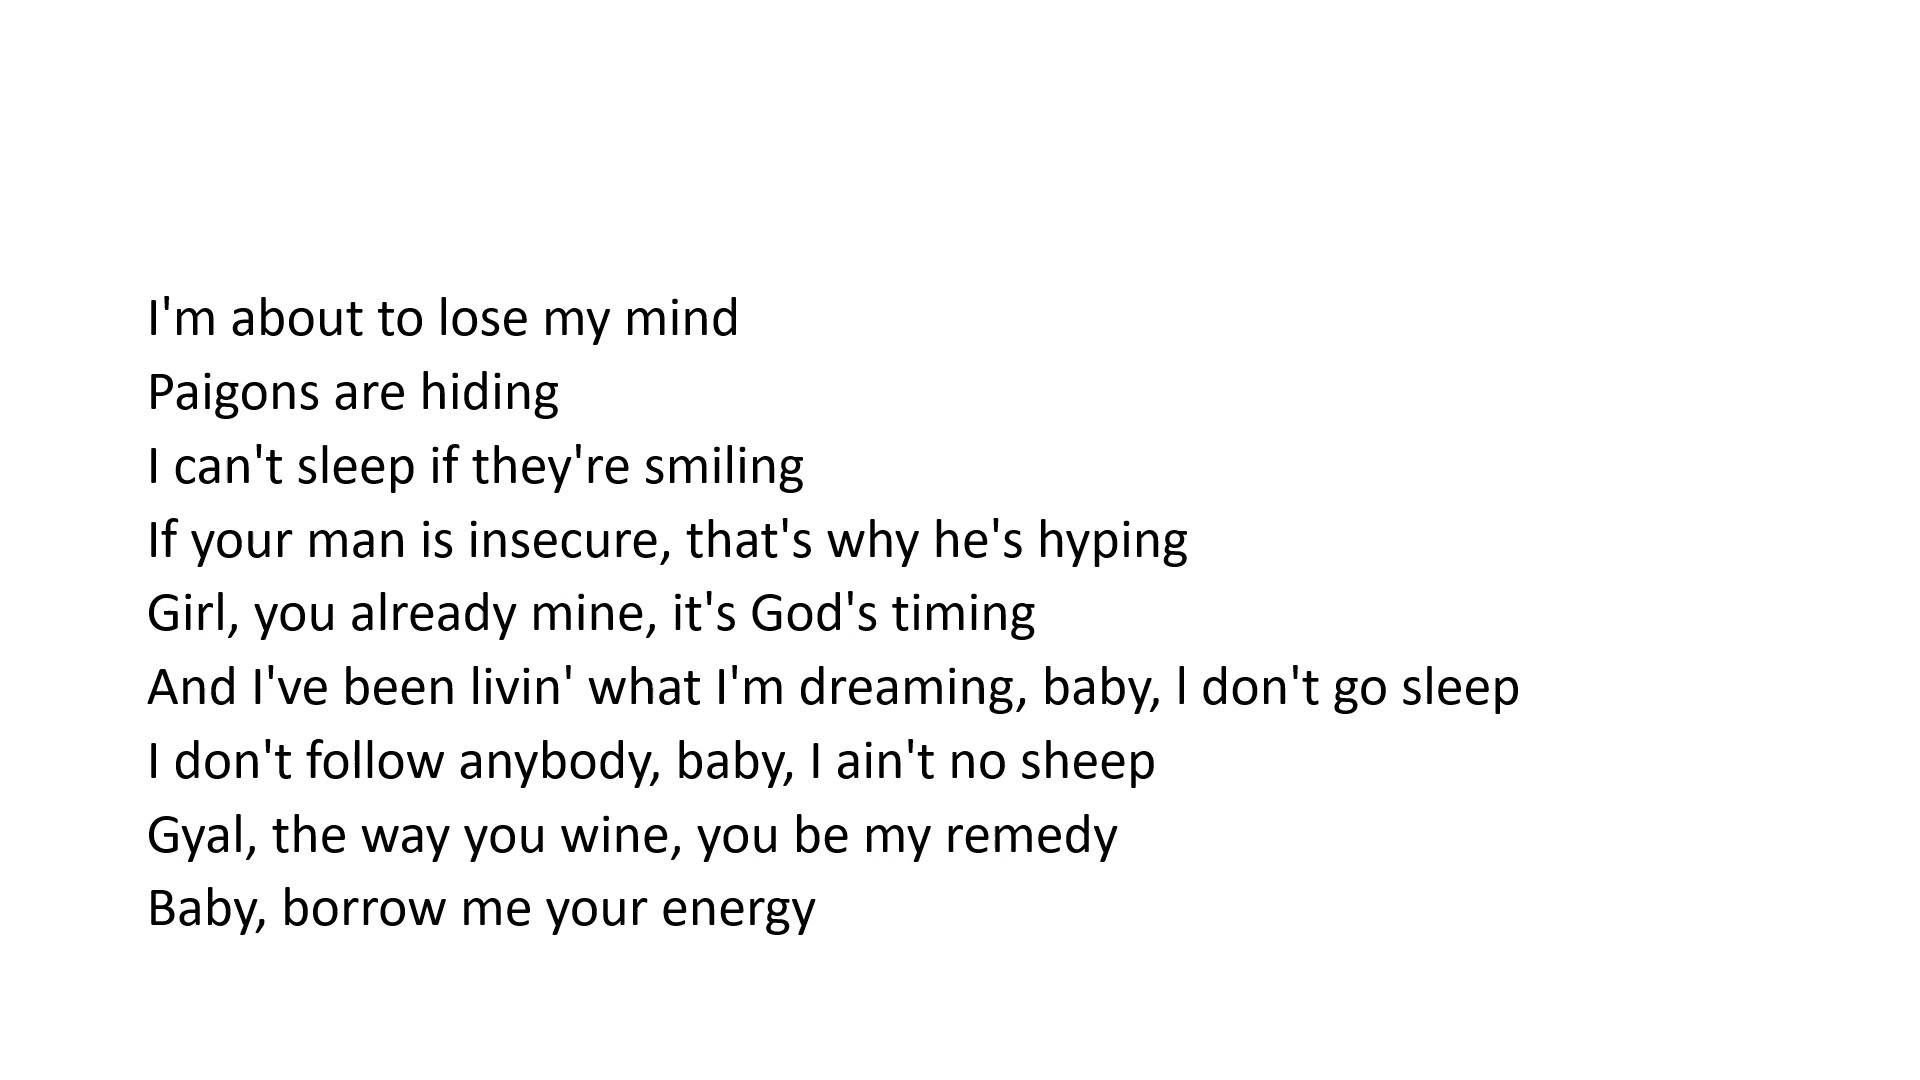 I'm about to lose my mind
Paigons are hiding
I can't sleep if they're smiling
If your man is insecure, that's why he's hyping
Girl, you already mine, it's God's timing
And I've been livin' what I'm dreaming, baby, I don't go sleep
I don't follow anybody, baby, I ain't no sheep
Gyal, the way you wine, you be my remedy
Baby, borrow me your energy